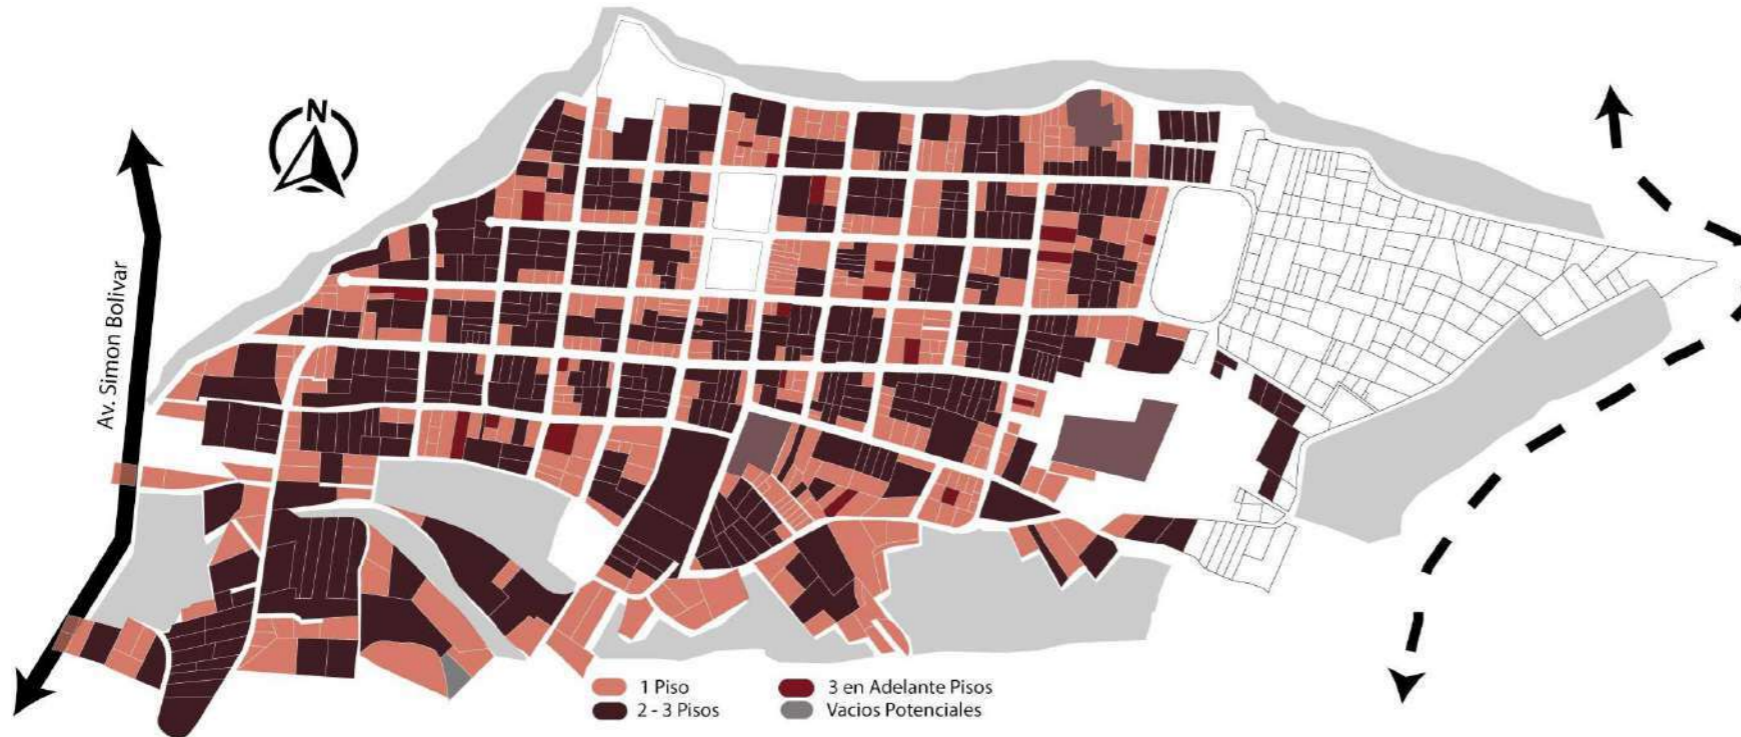 N
Av. Simon Bolivar
1 Piso
2 - 3 Pisos
3 en Adelante Pisos
Vacios Potenciales